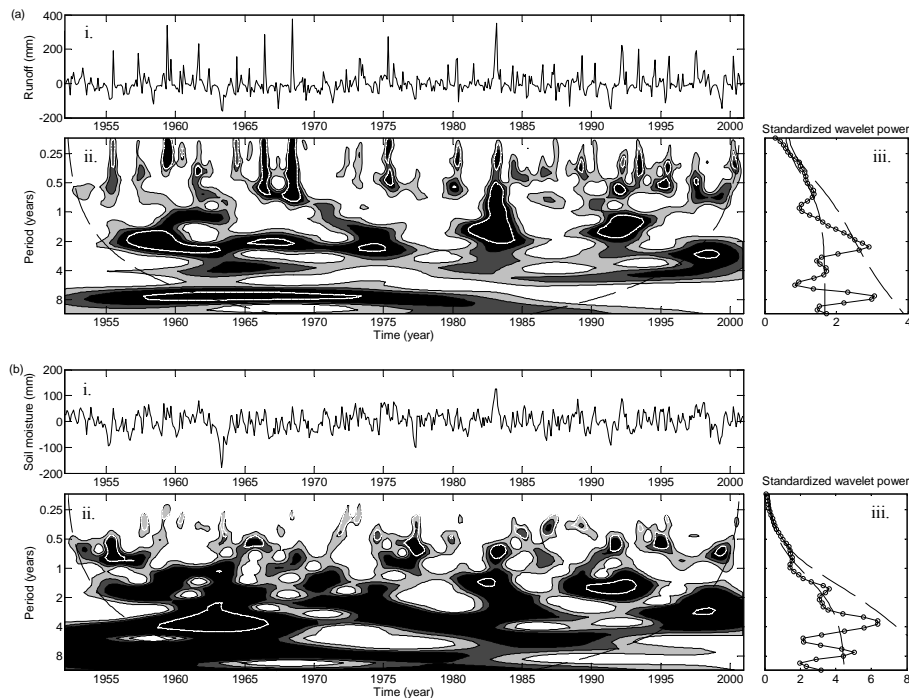 (a)
i.
Runoff (mm)
400
200
0
-200
1955 1960 1965 1970 1975 1980 1985 1990 1995 2000
Standardized wavelet power
ii.
iii.
Period (years)
0.25
0.5
1
2
4
8
1955 1960 1965 1970 1975 1980 1985 1990 1995 2000
Time (year)
0 1 2 3 4
(b)
i.
Soil moisture (mm)
200
100
0
-100
-200
1955 1960 1965 1970 1975 1980 1985 1990 1995 2000
Standardized wavelet power
ii.
iii.
Period (years)
0.25
0.5
1
2
4
8
1955 1960 1965 1970 1975 1980 1985 1990 1995 2000
Time (year)
0 2 4 6 8